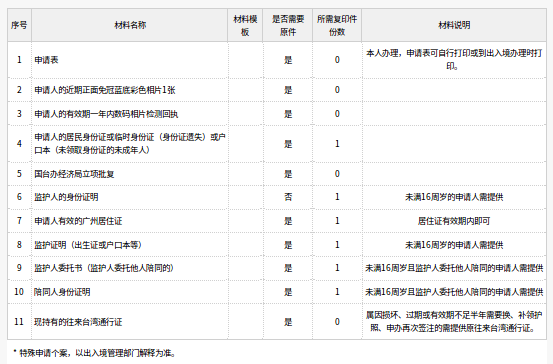 序号 材料名称 材料模板 是否需要原件 所需复印件份数 材料说明
1 申请表 是 0 本人办理，申请表可自行打印或到出入境办理时打印。
2 申请人的近期正面免冠蓝底彩色相片1张 是 0
3 申请人的有效期一年内数码相片检测回执 是 0
4 申请人的居民身份证或临时身份证（身份证遗失）或户口本（未领取身份证的未成年人） 是 1
5 国台办经济局立项批复 是 0
6 监护人的身份证明 否 1 未满16周岁的申请人需提供
7 申请人有效的广州居住证 是 1 居住证有效期内即可
8 监护证明（出生证或户口本等） 是 1 未满16周岁的申请人需提供
9 监护人委托书（监护人委托他人陪同的） 是 1 未满16周岁且监护人委托他人陪同的申请人需提供
10 陪同人身份证明 是 1 未满16周岁且监护人委托他人陪同的申请人需提供
11 现持有的往来台湾通行证 是 0 属因损坏、过期或有效期不足半年需要换、补领护照、申办再次签注的需提供原往来台湾通行证。
* 特殊申请个案，以出入境管理部门解释为准。